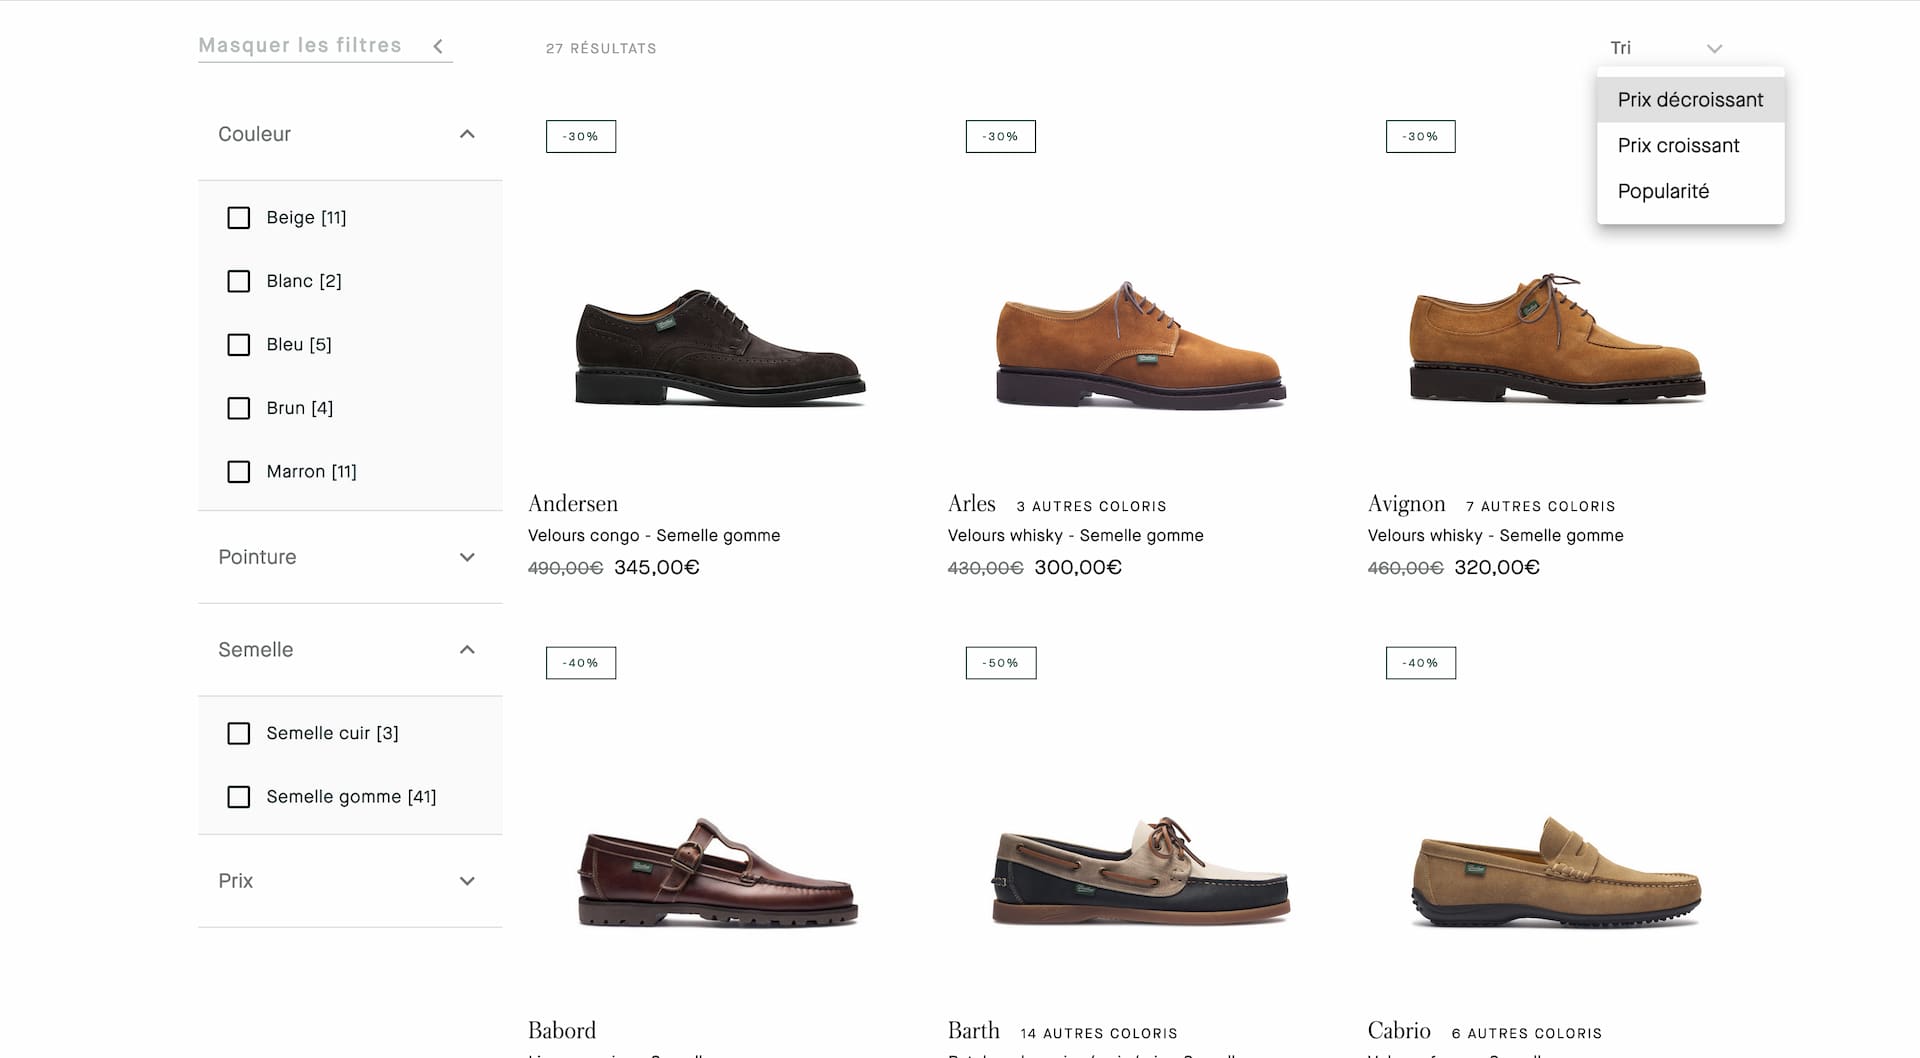 Masquer les filtres
27 RÉSULTATS
Tri
Prix décroissant
Prix croissant
Popularité
Couleur
Beige [11]
Blanc [2]
Bleu [5]
Brun [4]
Marron [11]
Pointure
Semelle
Semelle cuir [3]
Semelle gomme [41]
Prix
-30%
-30%
-30%
Andersen
Velours congo - Semelle gomme
490,00€ 345,00€
Arles 3 AUTRES COLORIS
Velours whisky - Semelle gomme
430,00€ 300,00€
Avignon 7 AUTRES COLORIS
Velours whisky - Semelle gomme
460,00€ 320,00€
-40%
-50%
-40%
Babord
Barth 14 AUTRES COLORIS
Cabrio 6 AUTRES COLORIS